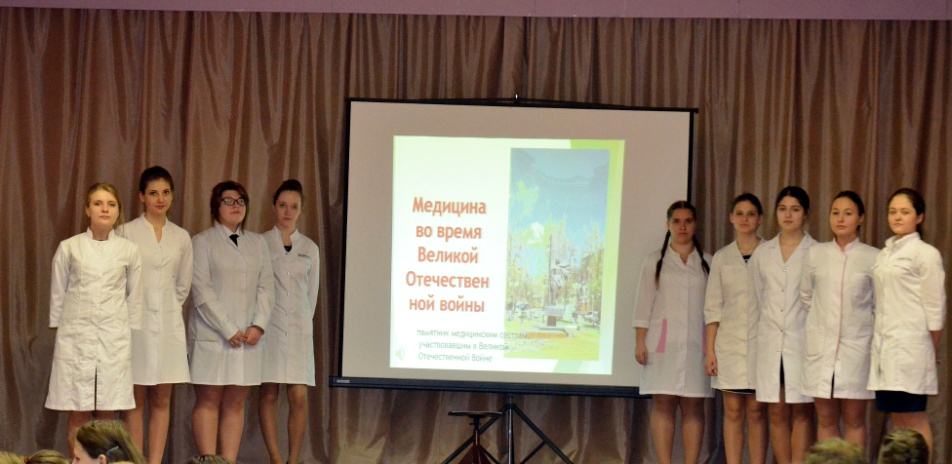 Медицина
во время
Великой
Отечествен
ной войны
памятник медицинским сестрам
участвовавшим в Великой
Отечественной Войне